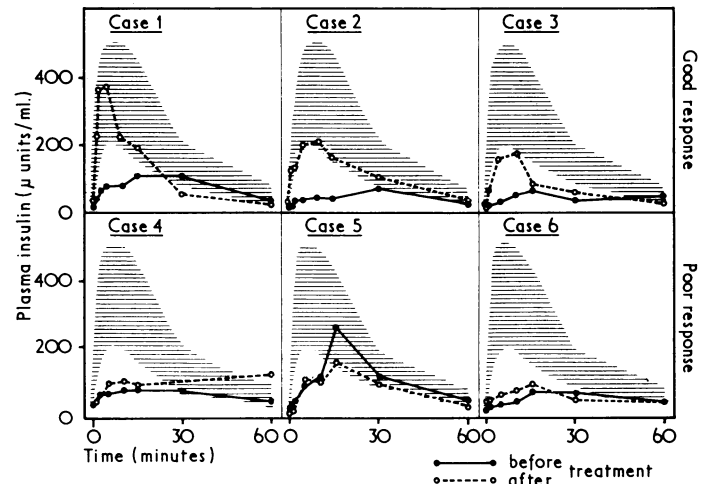 Case 1
Case 2
Case 3
Good response
400
200
0
Plasma insulin (μ units/ml.)
Case 4
Case 5
Case 6
Poor response
400
200
0
0 30 60 0 30 60 0 30 60
Time (minutes)
before
after
treatment